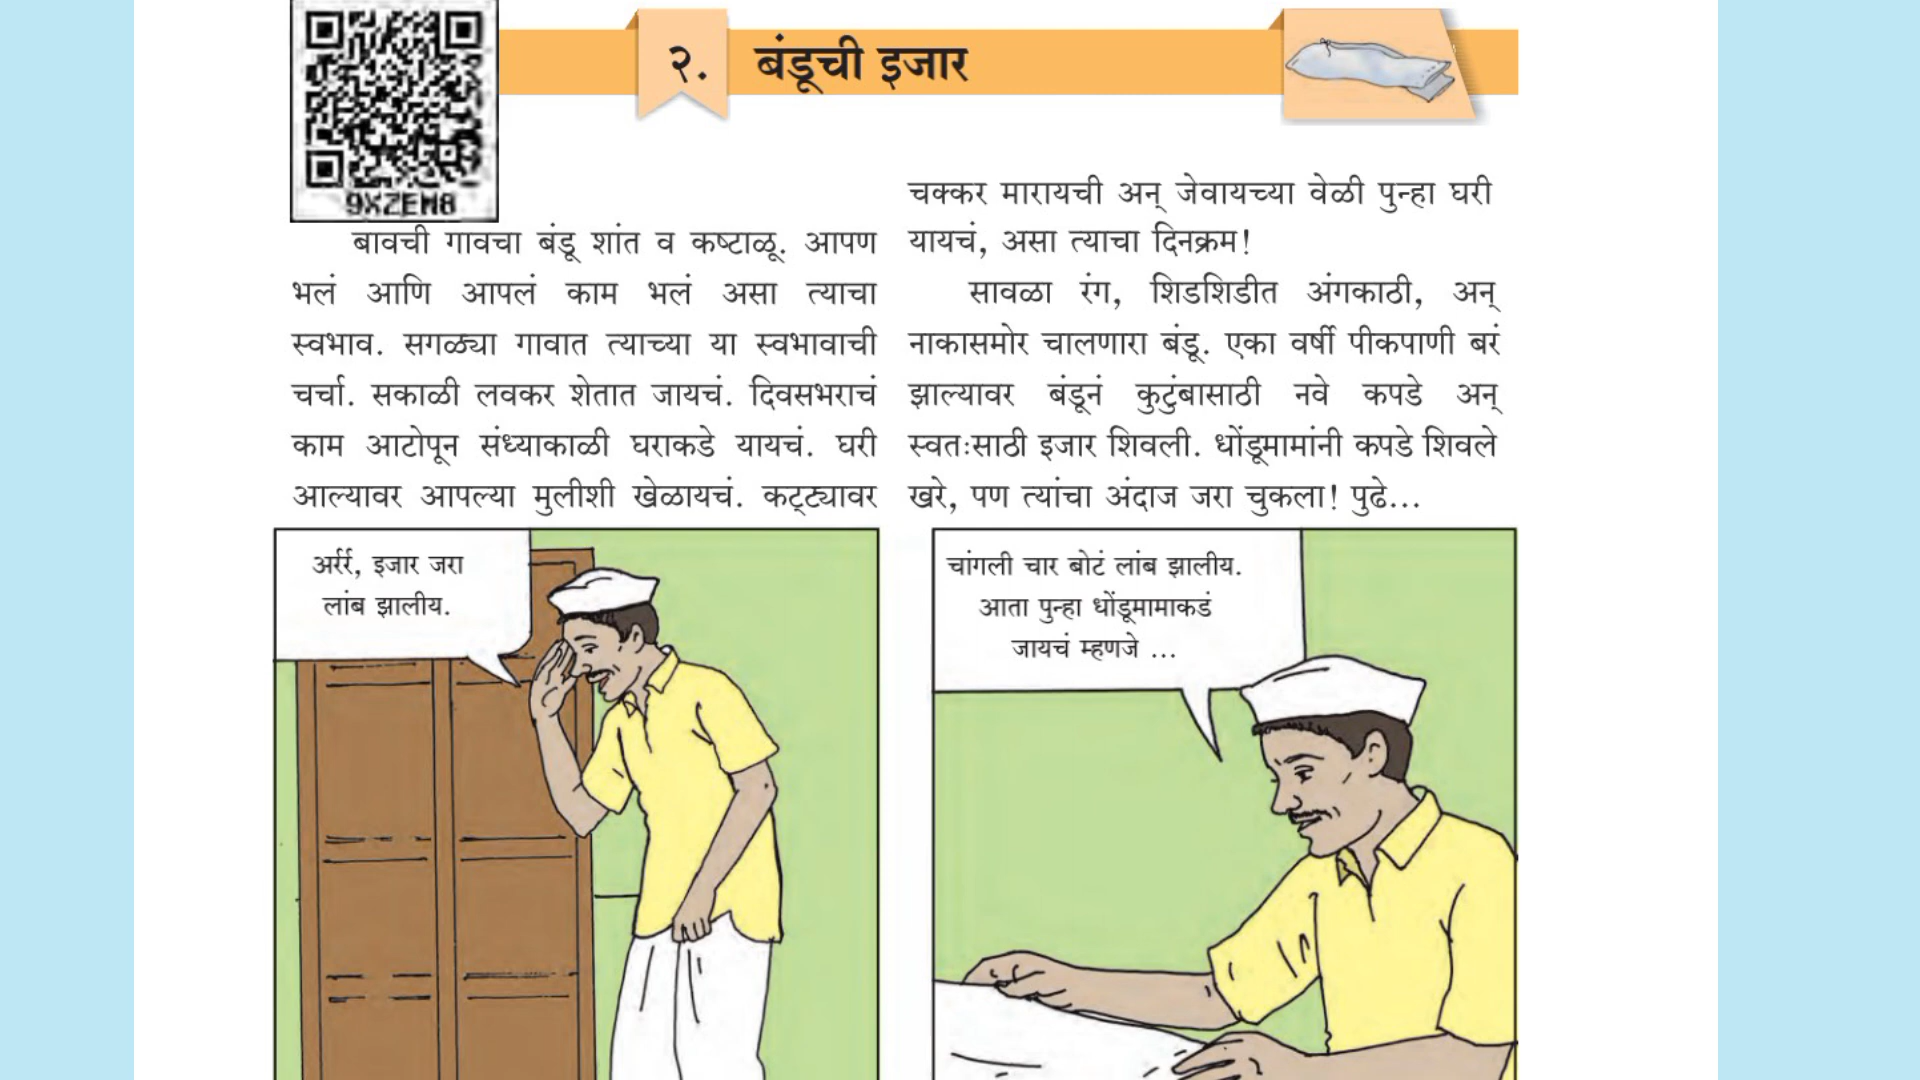 २. बंडूची इजार
9XZEM8
बावची गावचा बंडू शांत व कष्टाळू. आपण
भलं आणि आपलं काम भलं असा त्याचा
स्वभाव. सगळ्या गावात त्याच्या या स्वभावाची
चर्चा. सकाळी लवकर शेतात जायचं. दिवसभराचं
काम आटोपून संध्याकाळी घराकडे यायचं. घरी
आल्यावर आपल्या मुलीशी खेळायचं. कट्ट्यावर
चक्कर मारायची अन् जेवायच्या वेळी पुन्हा घरी
यायचं, असा त्याचा दिनक्रम!
सावळा रंग, शिडशिडीत अंगकाठी, अन्
नाकासमोर चालणारा बंडू. एका वर्षी पीकपाणी बरं
झाल्यावर बंडूनं कुटुंबासाठी नवे कपडे अन्
स्वतःसाठी इजार शिवली. धोंडूमामांनी कपडे शिवले
खरे, पण त्यांचा अंदाज जरा चुकला! पुढे...
अर्रर्र, इजार जरा
लांब झालीय.
चांगली चार बोटं लांब झालीय.
आता पुन्हा धोंडूमामाकडं
जायचं म्हणजे ...